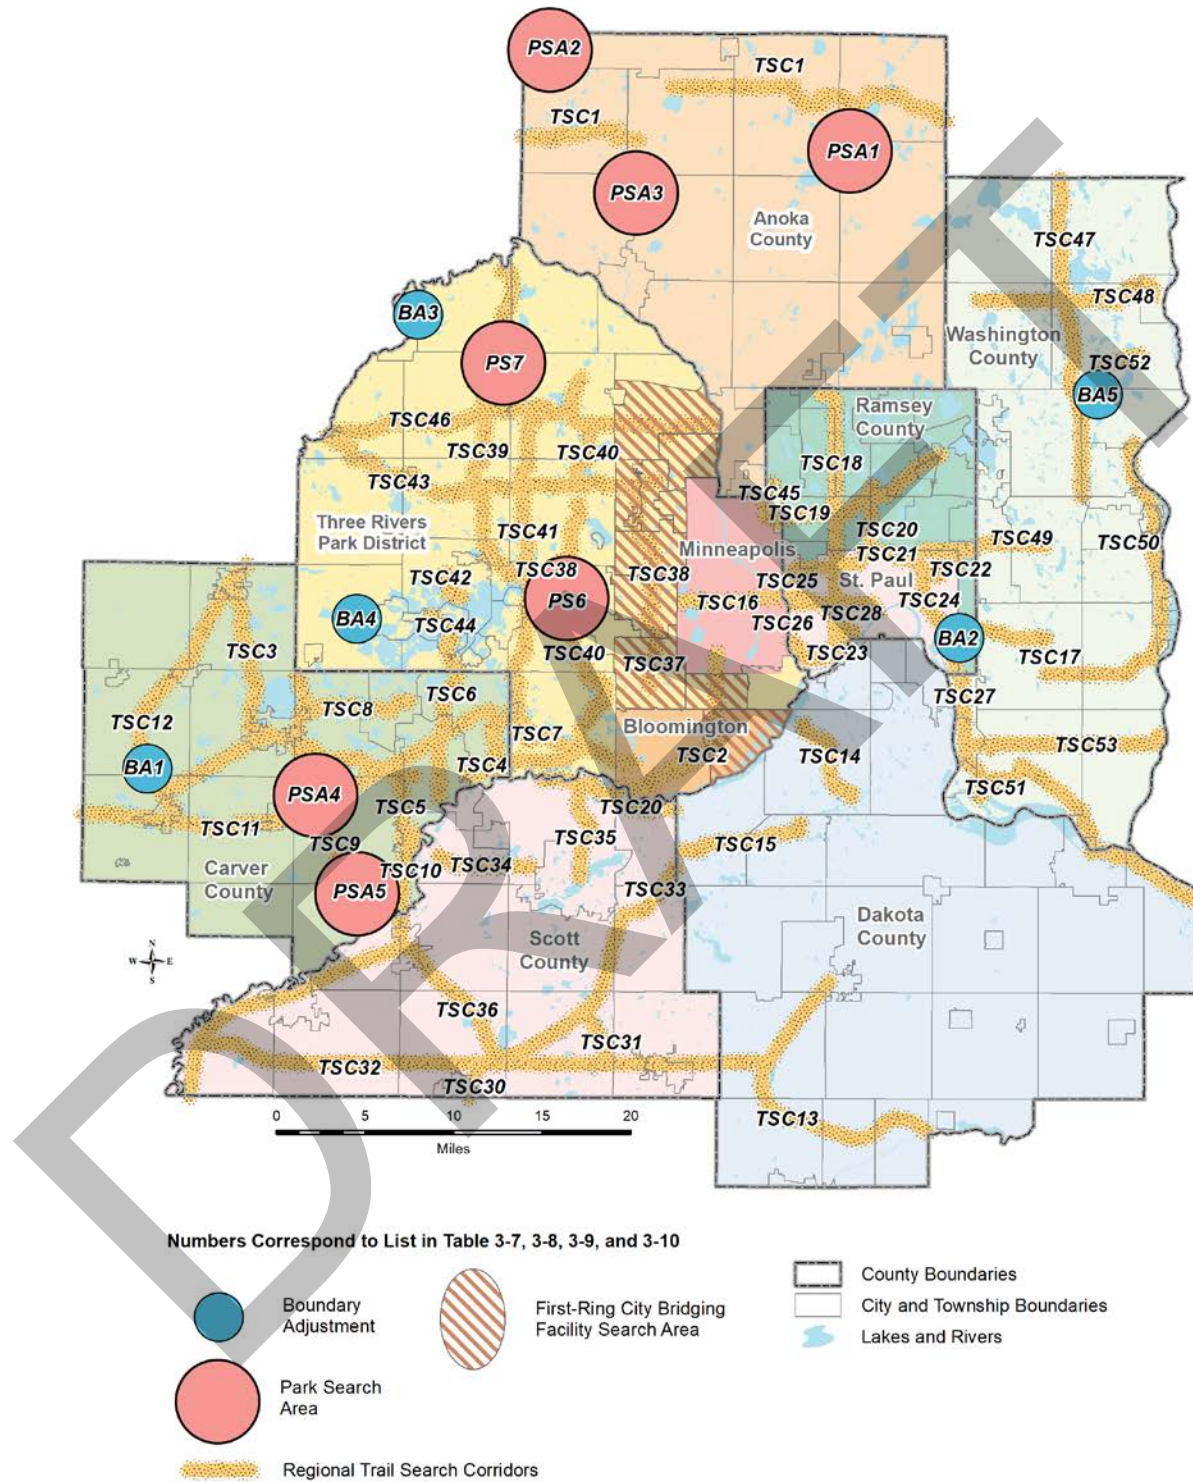 PSA2
TSC1
TSC1
PSA1
PSA3
Anoka
County
TSC47
BA3
TSC48
Washington
County
PS7
TSC52
BA5
TSC46
Ramsey
County
TSC39
TSC40
TSC18
TSC43
TSC45
TSC19
Three Rivers
Park District
TSC41
TSC20
TSC49
TSC50
Minneapolis
TSC21
TSC38
TSC38
TSC42
TSC25
St. Paul
TSC22
PS6
TSC16
TSC24
TSC28
BA4
TSC44
TSC26
BA2
TSC3
TSC40
TSC37
TSC23
TSC17
TSC6
TSC27
TSC8
TSC12
TSC7
Bloomington
TSC53
BA1
TSC4
TSC2
TSC14
PSA4
TSC51
TSC5
TSC20
TSC11
TSC9
TSC35
TSC15
Carver
County
TSC10
TSC34
PSA5
TSC33
Dakota
County
Scott
County
N
W E
S
TSC36
TSC31
TSC32
TSC30
TSC13
0 5 10 15 20
Miles
DRAFT
Numbers Correspond to List in Table 3-7, 3-8, 3-9, and 3-10
Boundary
Adjustment
First-Ring City Bridging
Facility Search Area
County Boundaries
City and Township Boundaries
Lakes and Rivers
Park Search
Area
Regional Trail Search Corridors